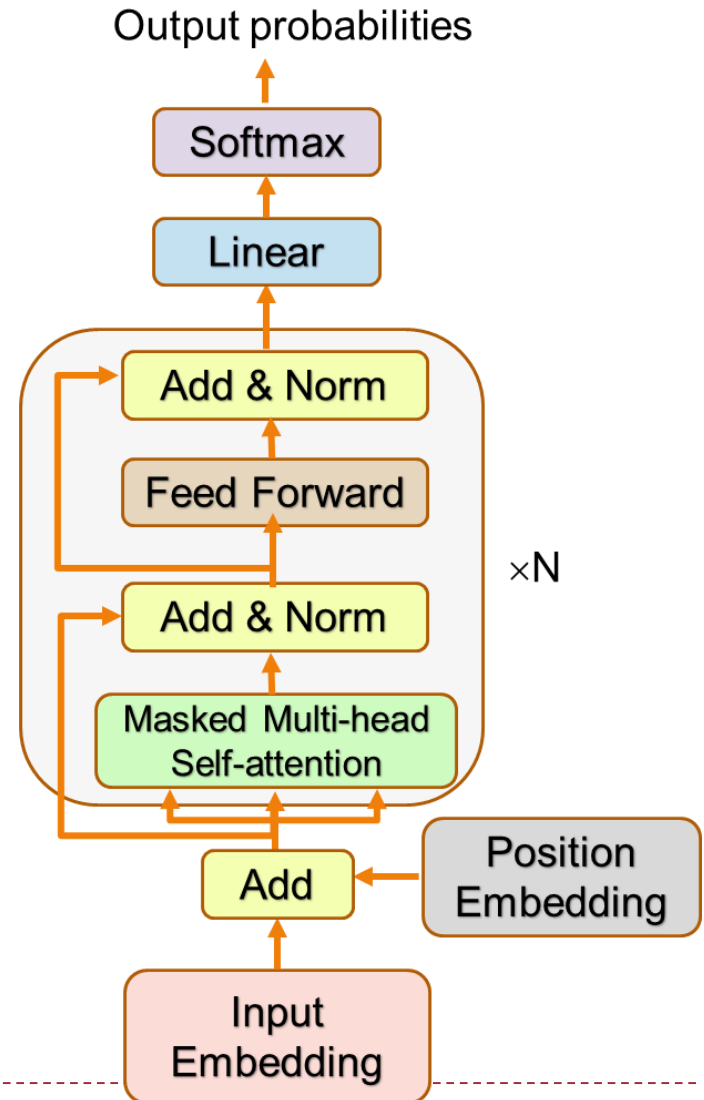 Output probabilities
Softmax
Linear
Add & Norm
Feed Forward
×N
Add & Norm
Masked Multi-head
Self-attention
Position
Embedding
Add
Input
Embedding